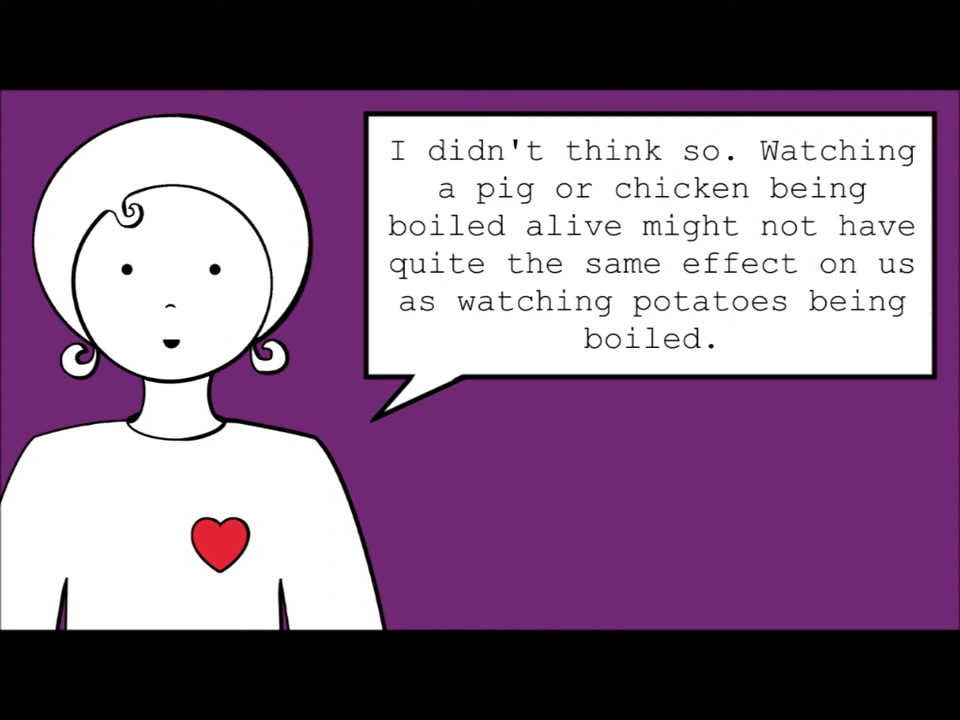 I didn't think so. Watching
a pig or chicken being
boiled alive might not have
quite the same effect on us
as watching potatoes being
boiled.